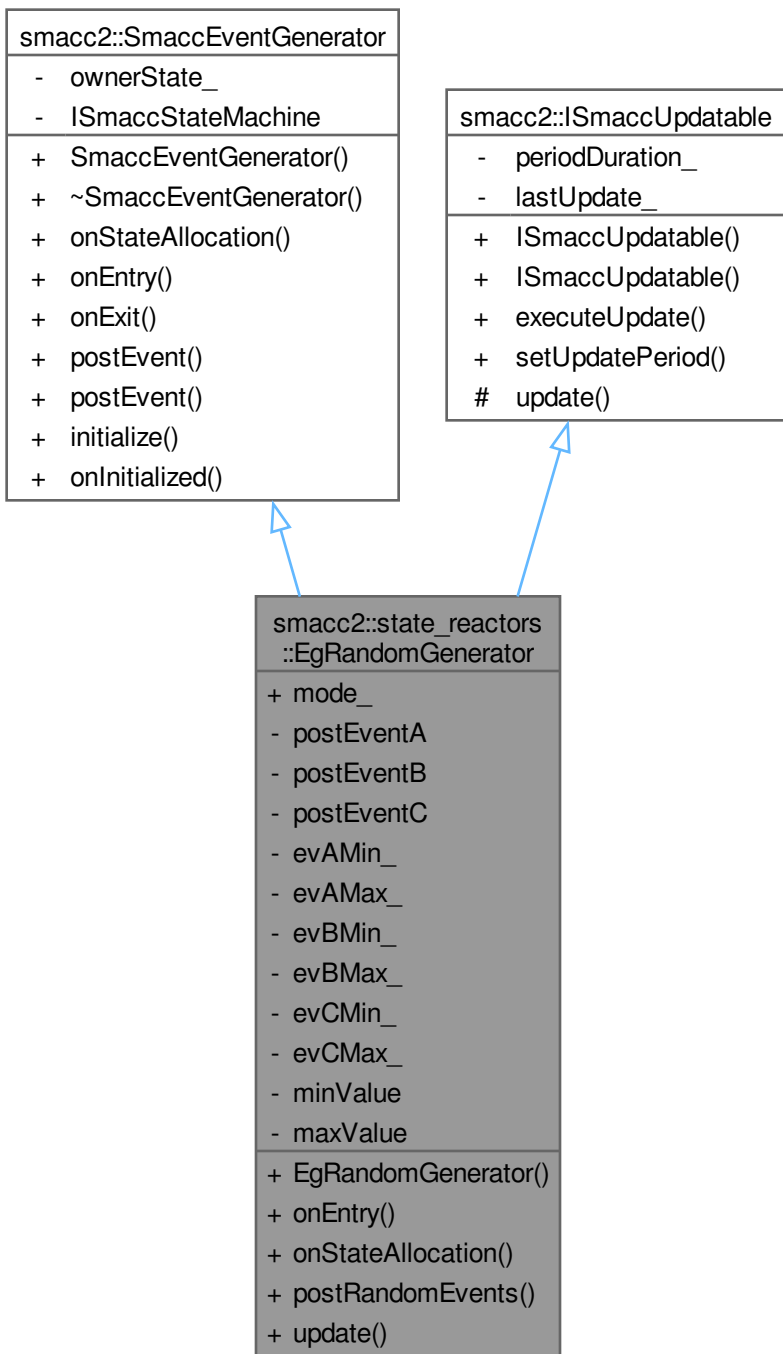 smacc2::SmaccEventGenerator
- ownerState_
- ISmaccStateMachine
+ SmaccEventGenerator()
+ ~SmaccEventGenerator()
+ onStateAllocation()
+ onEntry()
+ onExit()
+ postEvent()
+ postEvent()
+ initialize()
+ onInitialized()
smacc2::ISmaccUpdatable
- periodDuration_
- lastUpdate_
+ ISmaccUpdatable()
+ ISmaccUpdatable()
+ executeUpdate()
+ setUpdatePeriod()
# update()
smacc2::state_reactors
::EgRandomGenerator
+ mode_
- postEventA
- postEventB
- postEventC
- evAMin_
- evAMax_
- evBMin_
- evBMax_
- evCMin_
- evCMax_
- minValue
- maxValue
+ EgRandomGenerator()
+ onEntry()
+ onStateAllocation()
+ postRandomEvents()
+ update()